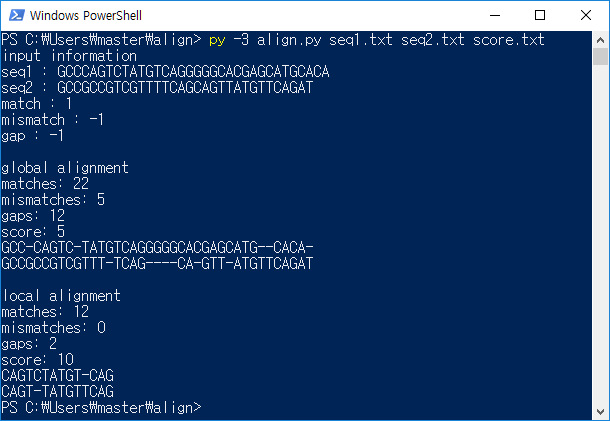 Windows PowerShell
PS C:₩Users₩master₩align> py -3 align.py seq1.txt seq2.txt score.txt
input information
seq1 : GCCCAGTCTATGTCAGGGGGCACGAGCATGCACA
seq2 : GCCGCCGTCGTTTTCAGCAGTTATGTTCAGAT
match : 1
mismatch : -1
gap : -1
global alignment
matches: 22
mismatches: 5
gaps: 12
score: 5
GCC-CAGTC-TATGTCAGGGGGCACGAGCATG--CACA-
GCCGCCGTCGTTT-TCAG----CA-GTT-ATGTTCAGAT
local alignment
matches: 12
mismatches: 0
gaps: 2
score: 10
CAGTCTATGT-CAG
CAGT-TATGTTCAG
PS C:₩Users₩master₩align>